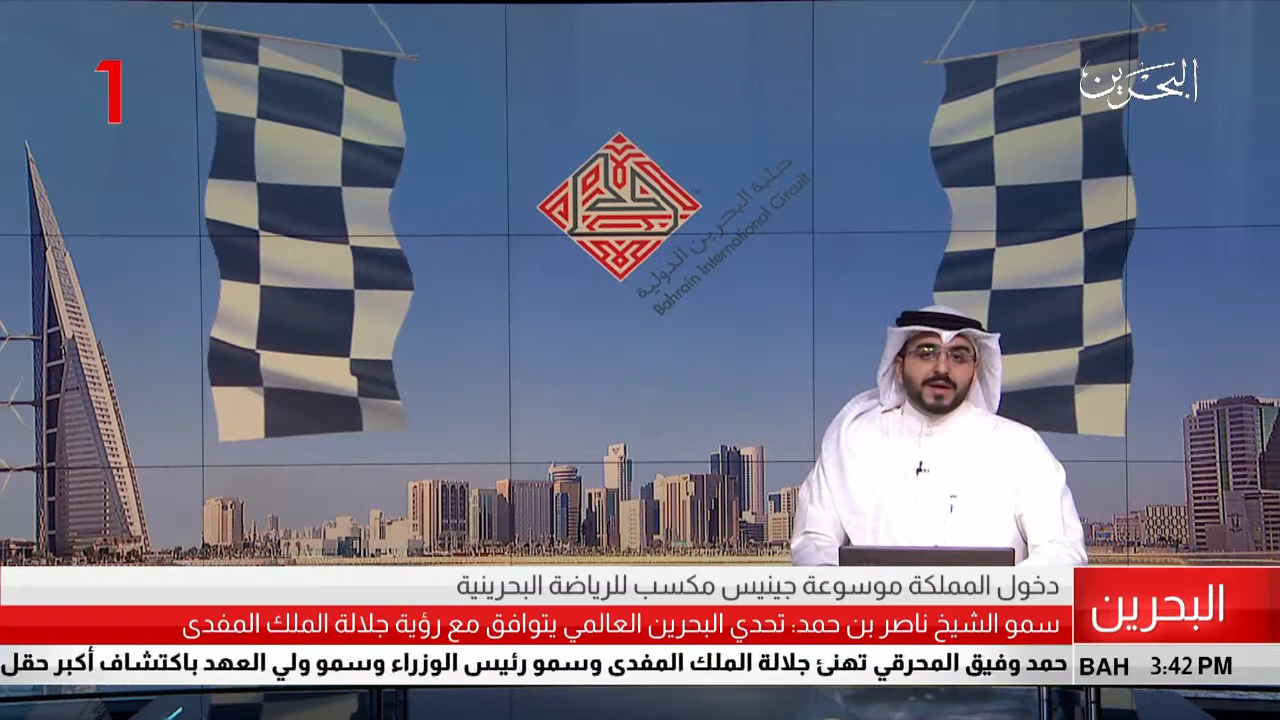 1
البحرين
حلبة البحرين الدولية
Bahrain International Circuit
دخول المملكة موسوعة جينيس مكسب للرياضة البحرينية
البحرين
سمو الشيخ ناصر بن حمد: تحدي البحرين العالمي يتوافق مع رؤية جلالة الملك المفدى
حمد وفيق المحرقي تهنئ جلالة الملك المفدى وسمو رئيس الوزراء وسمو ولي العهد باكتشاف أكبر حقل
BAH 3:42 PM